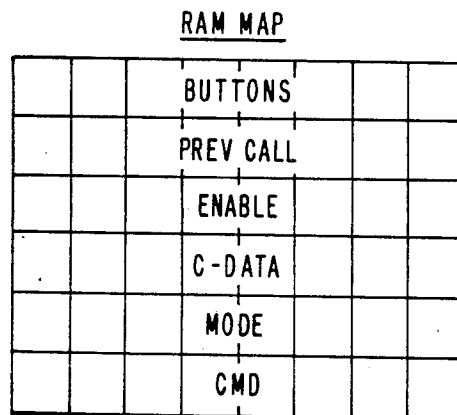 RAM MAP
BUTTONS
PREV CALL
ENABLE
C-DATA
MODE
CMD